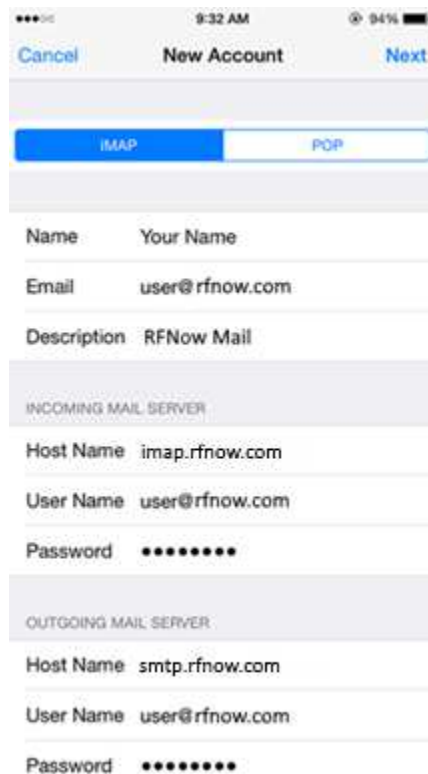 9:32 AM 94%
Cancel New Account Next
IMAP POP
Name Your Name
Email user@rfnow.com
Description RFNow Mail
INCOMING MAIL SERVER
Host Name imap.rfnow.com
User Name user@rfnow.com
Password ••••••••
OUTGOING MAIL SERVER
Host Name smtp.rfnow.com
User Name user@rfnow.com
Password ••••••••